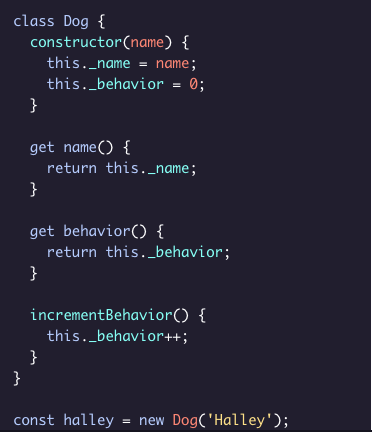 class Dog {
  constructor(name) {
    this._name = name;
    this._behavior = 0;
  }

  get name() {
    return this._name;
  }

  get behavior() {
    return this._behavior;
  }

  incrementBehavior() {
    this._behavior++;
  }
}

const halley = new Dog('Halley');